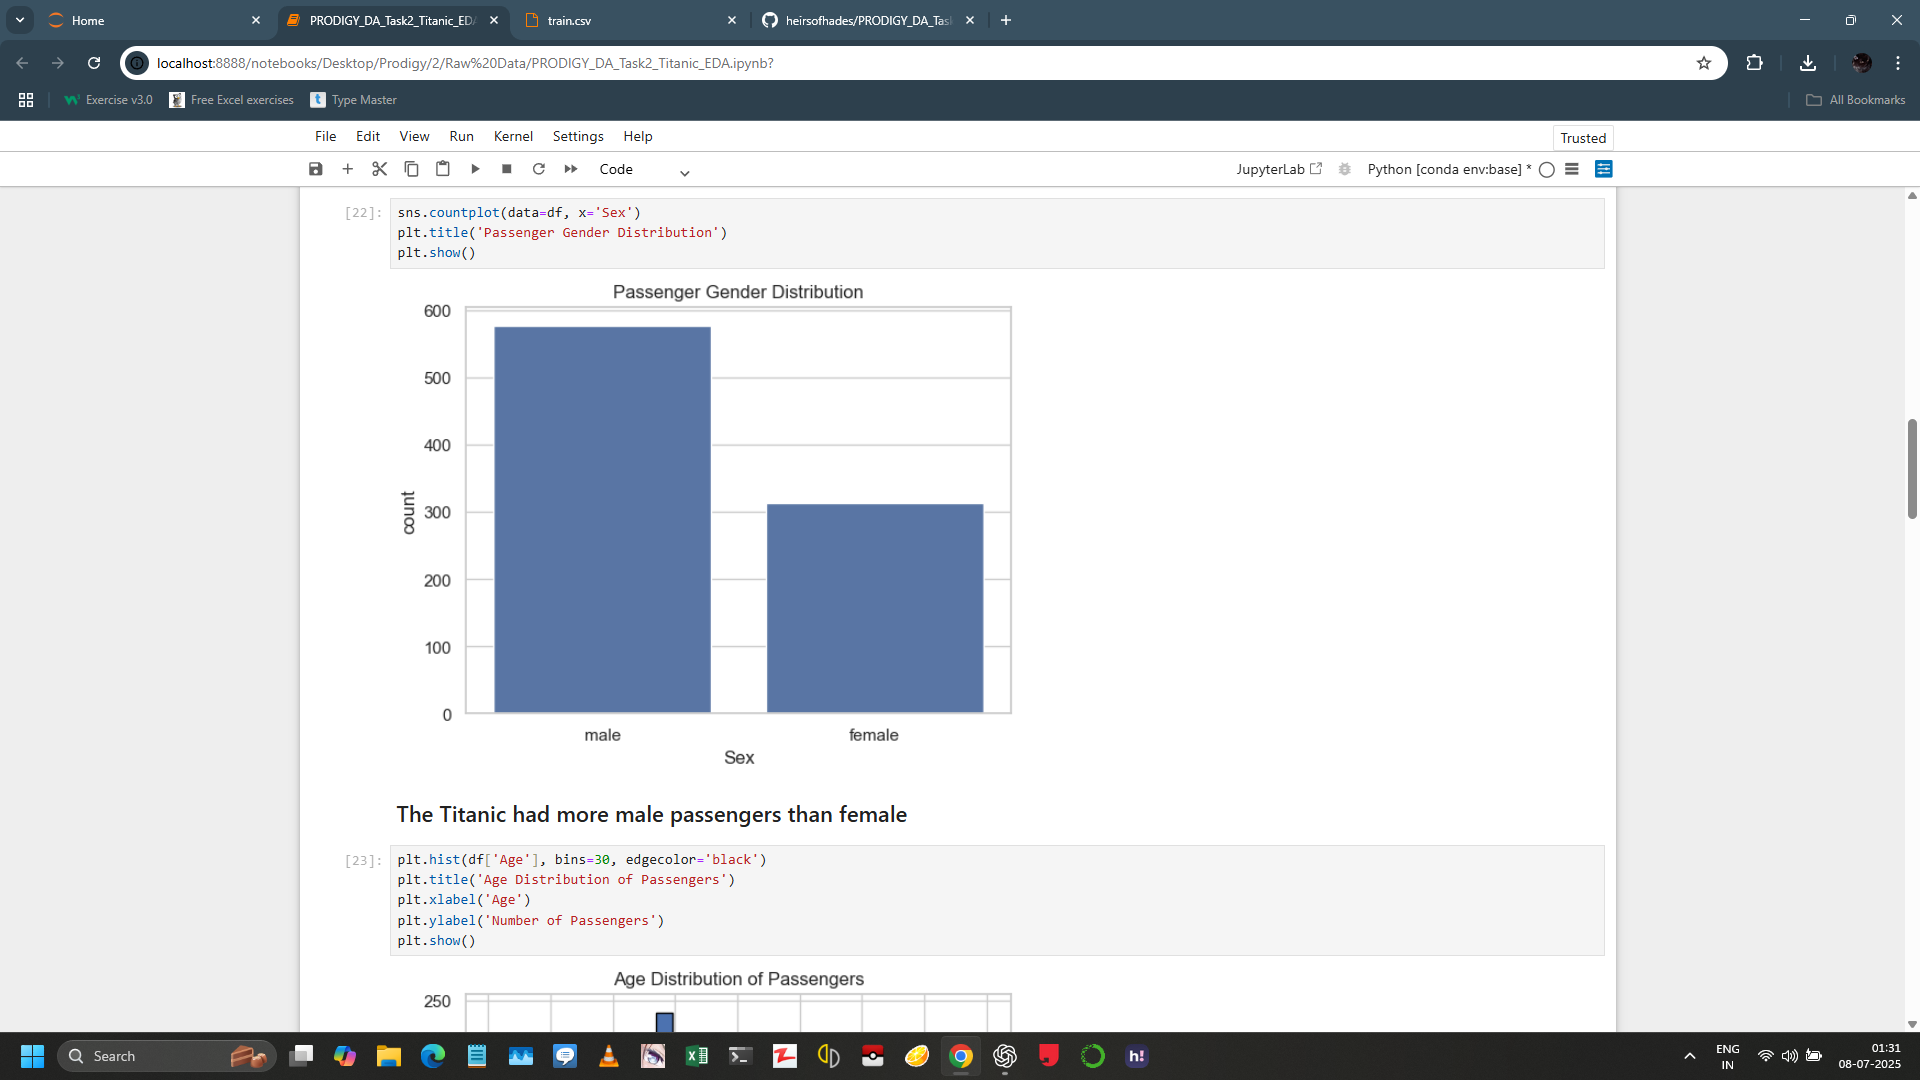 Home
PRODIGY_DA_Task2_Titanic_ED
train.csv
heirsofhades/PRODIGY_DA_Tas
localhost:8888/notebooks/Desktop/Prodigy/2/Raw%20Data/PRODIGY_DA_Task2_Titanic_EDA.ipynb?
Exercise v3.0
Free Excel exercises
Type Master
All Bookmarks
File Edit View Run Kernel Settings Help
Trusted
Code
JupyterLab
Python [conda env:base] *
[22]:
sns.countplot(data=df, x='Sex')
plt.title('Passenger Gender Distribution')
plt.show()
Passenger Gender Distribution
600
500
400
300
200
100
0
count
male
female
Sex
The Titanic had more male passengers than female
[23]:
plt.hist(df['Age'], bins=30, edgecolor='black')
plt.title('Age Distribution of Passengers')
plt.xlabel('Age')
plt.ylabel('Number of Passengers')
plt.show()
Age Distribution of Passengers
250
Search
h!
ENG
IN
01:31
08-07-2025